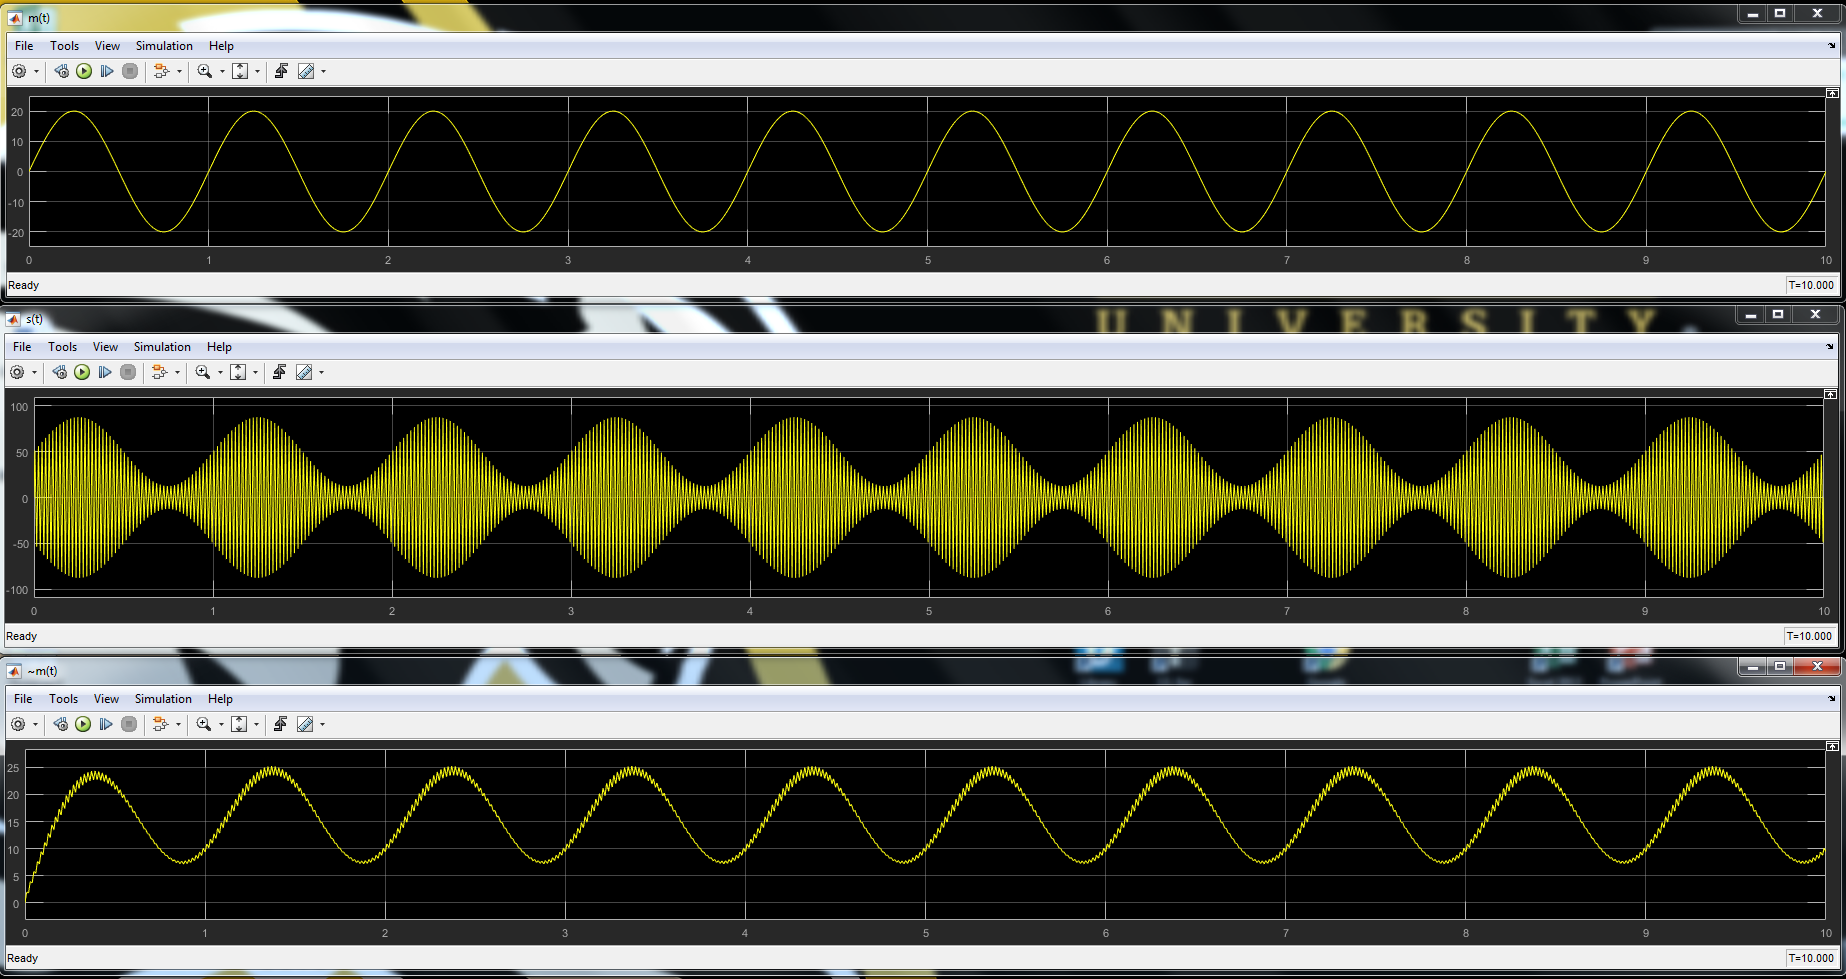 m(t)
File Tools View Simulation Help
20
10
0
-10
-20
0 1 2 3 4 5 6 7 8 9 10
Ready T=10.000
UNIVERSITY
s(t)
File Tools View Simulation Help
100
50
0
-50
-100
0 1 2 3 4 5 6 7 8 9 10
Ready T=10.000
~m(t)
File Tools View Simulation Help
25
20
15
10
5
0
0 1 2 3 4 5 6 7 8 9 10
Ready T=10.000